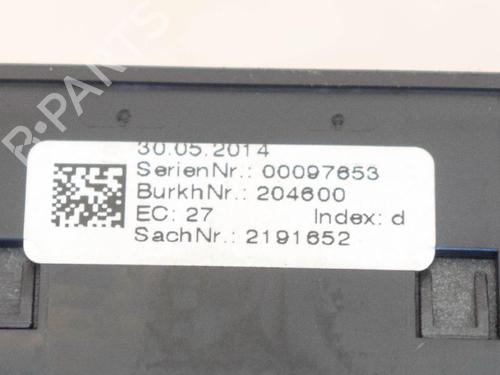 R-PARTS
30.05.2014
SerienNr.: 00097653
BurkhNr.: 204600
EC: 27 Index: d
SachNr.: 2191652